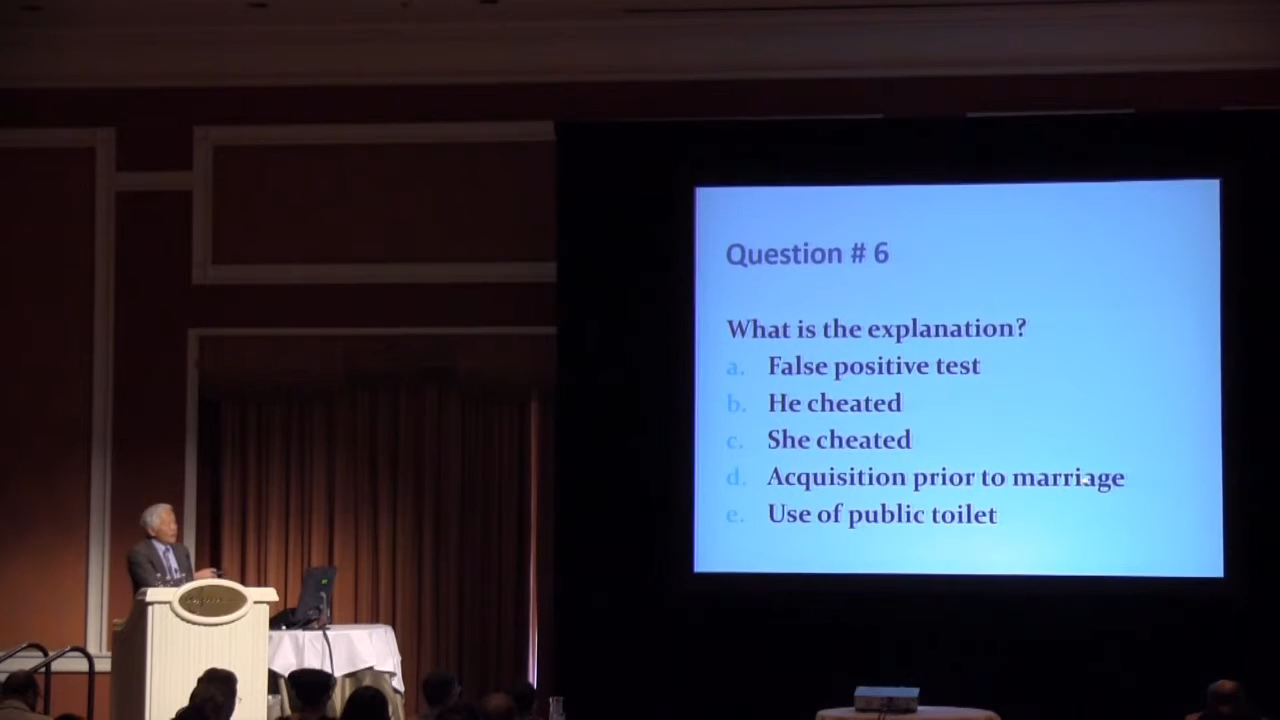 Question # 6
What is the explanation?
a. False positive test
b. He cheated
c. She cheated
d. Acquisition prior to marriage
e. Use of public toilet